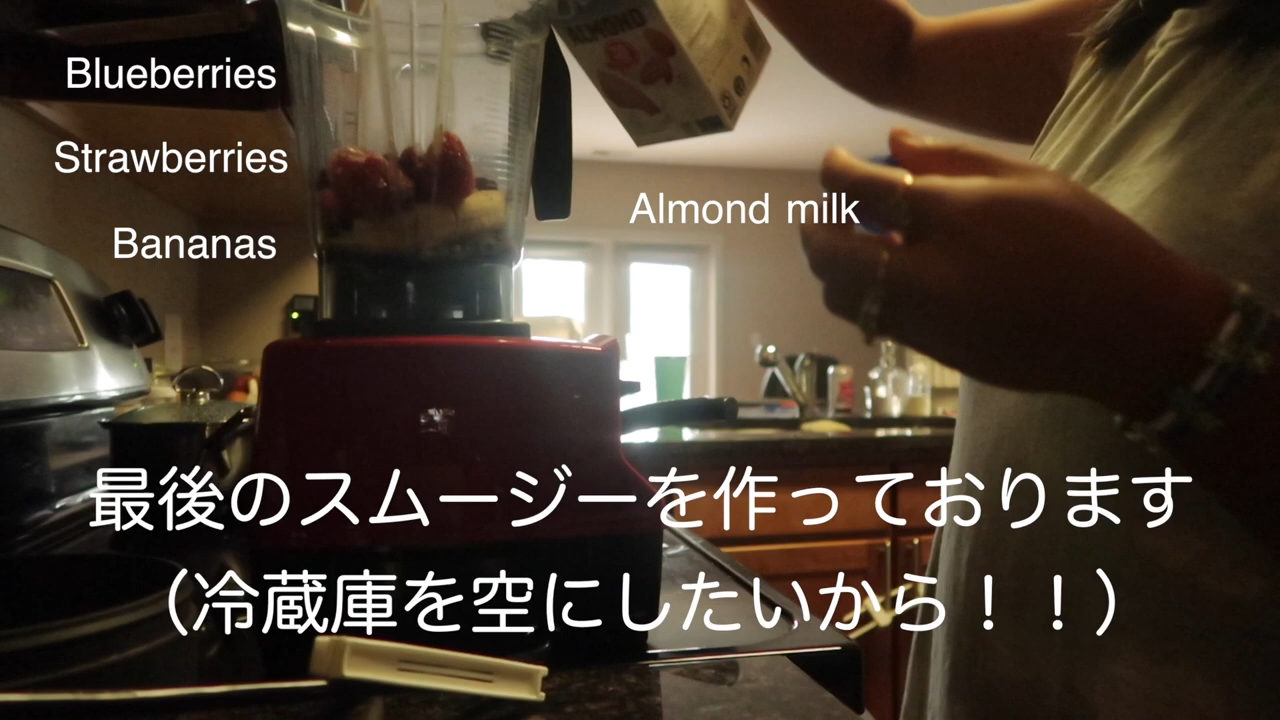 ALMOND
Blueberries
Strawberries
Bananas
Almond milk
最後のスムージーを作っております
（冷蔵庫を空にしたいから！！）